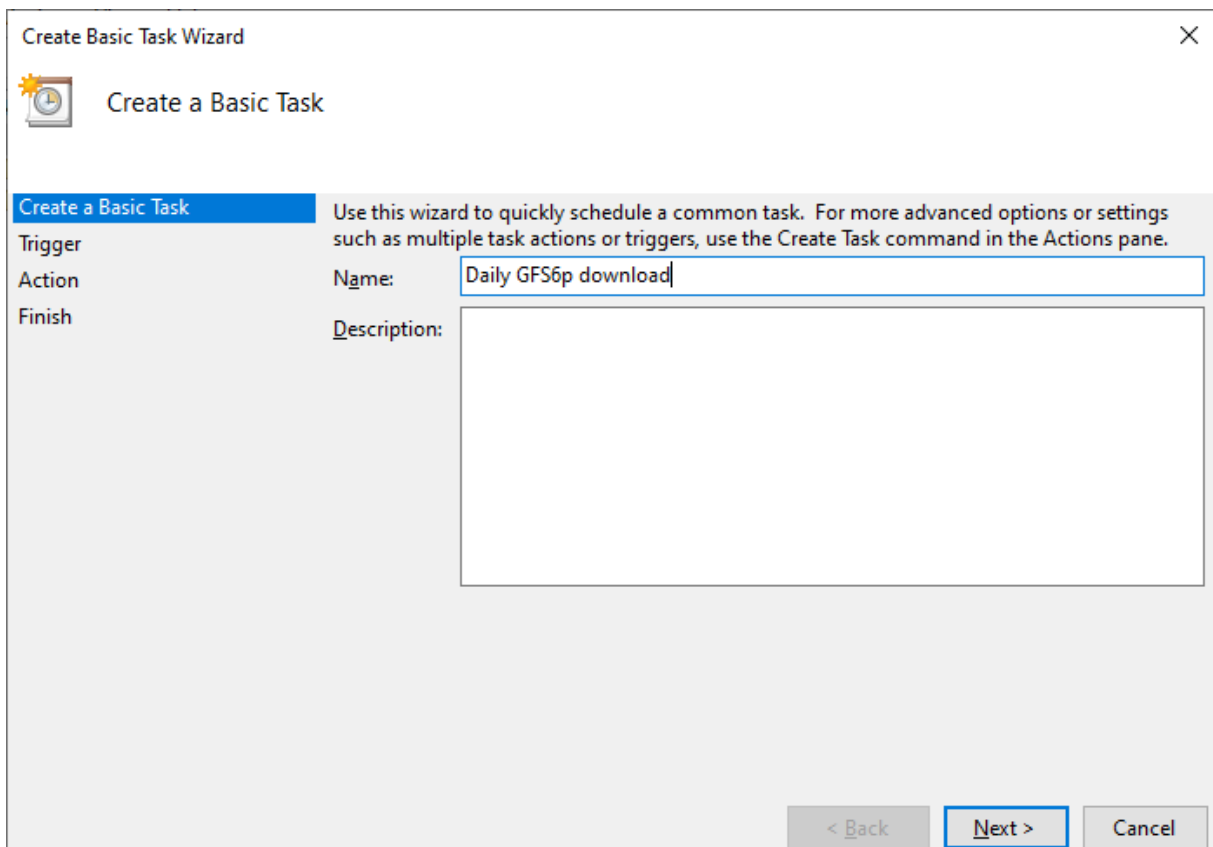 Create Basic Task Wizard
Create a Basic Task
Create a Basic Task
Trigger
Action
Finish
Use this wizard to quickly schedule a common task.  For more advanced options or settings
such as multiple task actions or triggers, use the Create Task command in the Actions pane.
Name:
Daily GFS6p download
Description:
< Back
Next >
Cancel